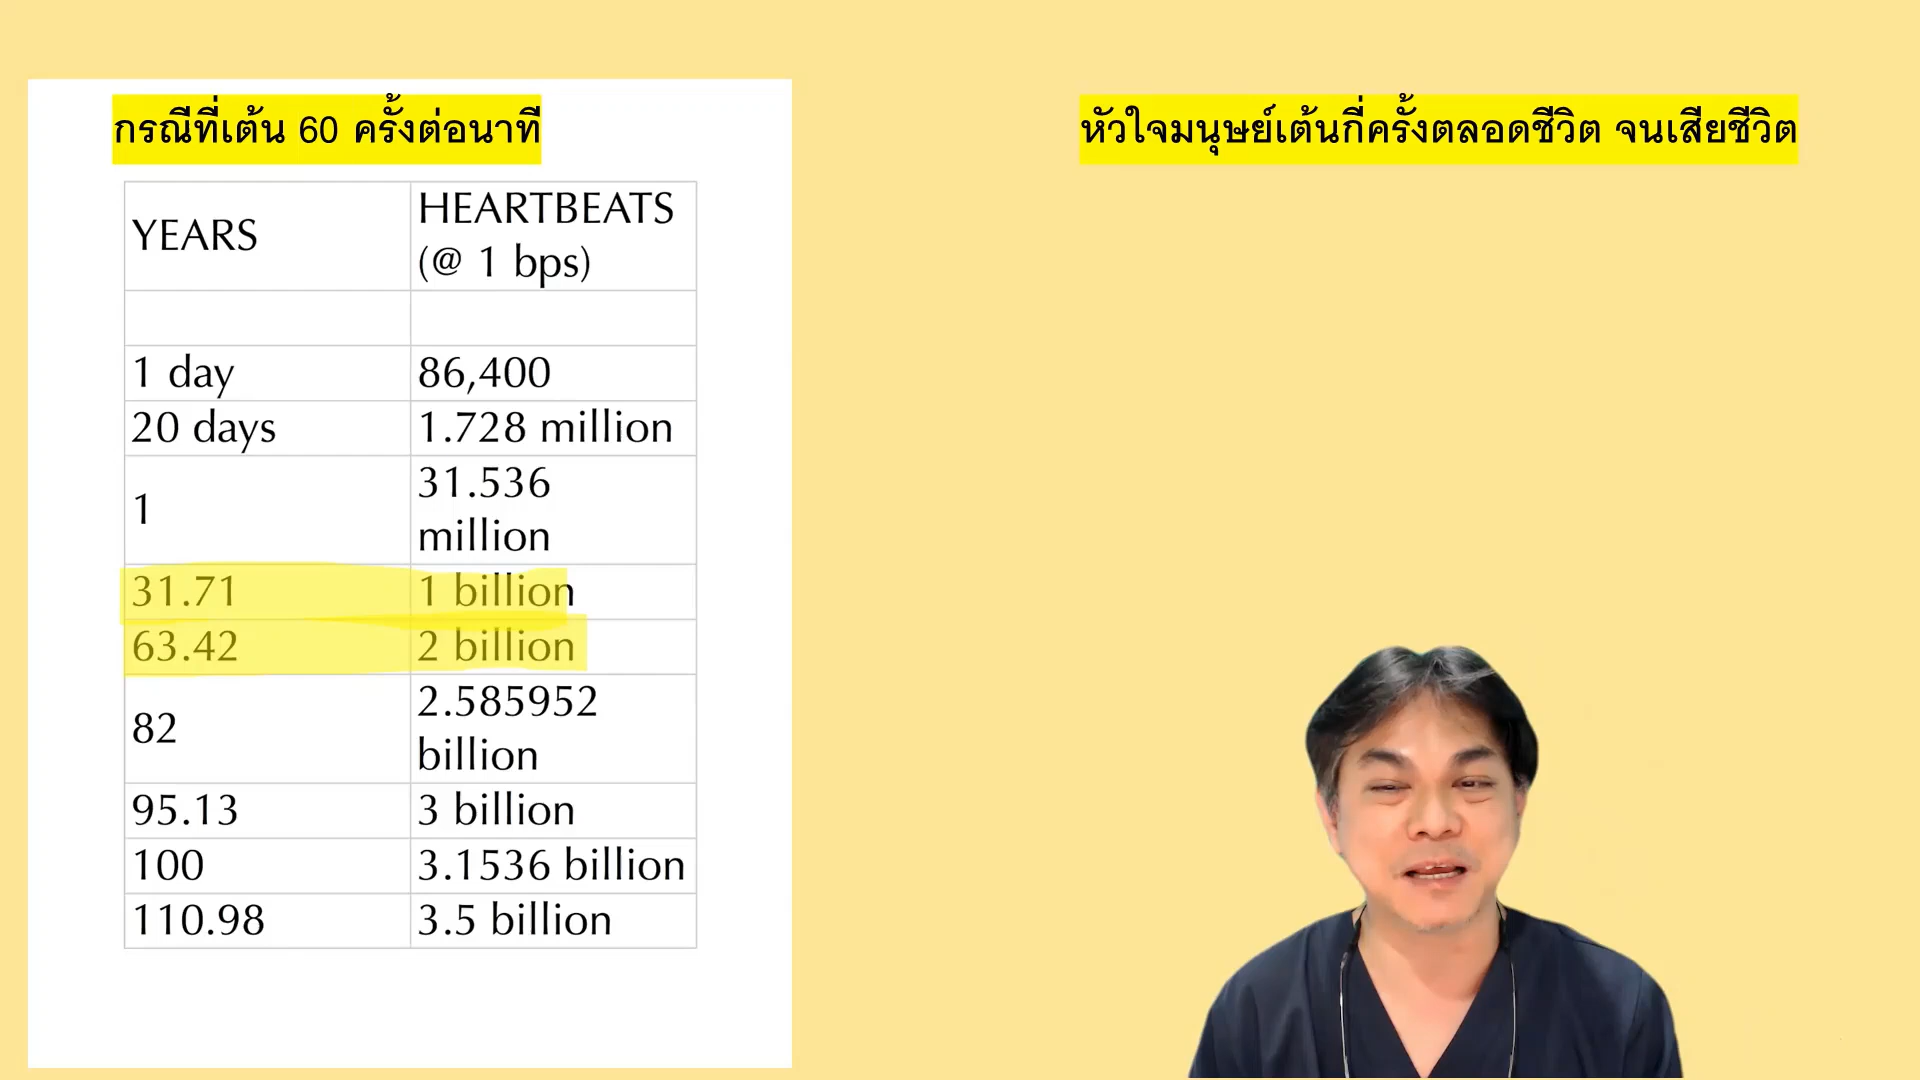 กรณีที่เต้น 60 ครั้งต่อนาที
YEARS
HEARTBEATS
(@ 1 bps)
1 day
86,400
20 days
1.728 million
1
31.536
million
31.71
1 billion
63.42
2 billion
82
2.585952
billion
95.13
3 billion
100
3.1536 billion
110.98
3.5 billion
หัวใจมนุษย์เต้นกี่ครั้งตลอดชีวิต จนเสียชีวิต